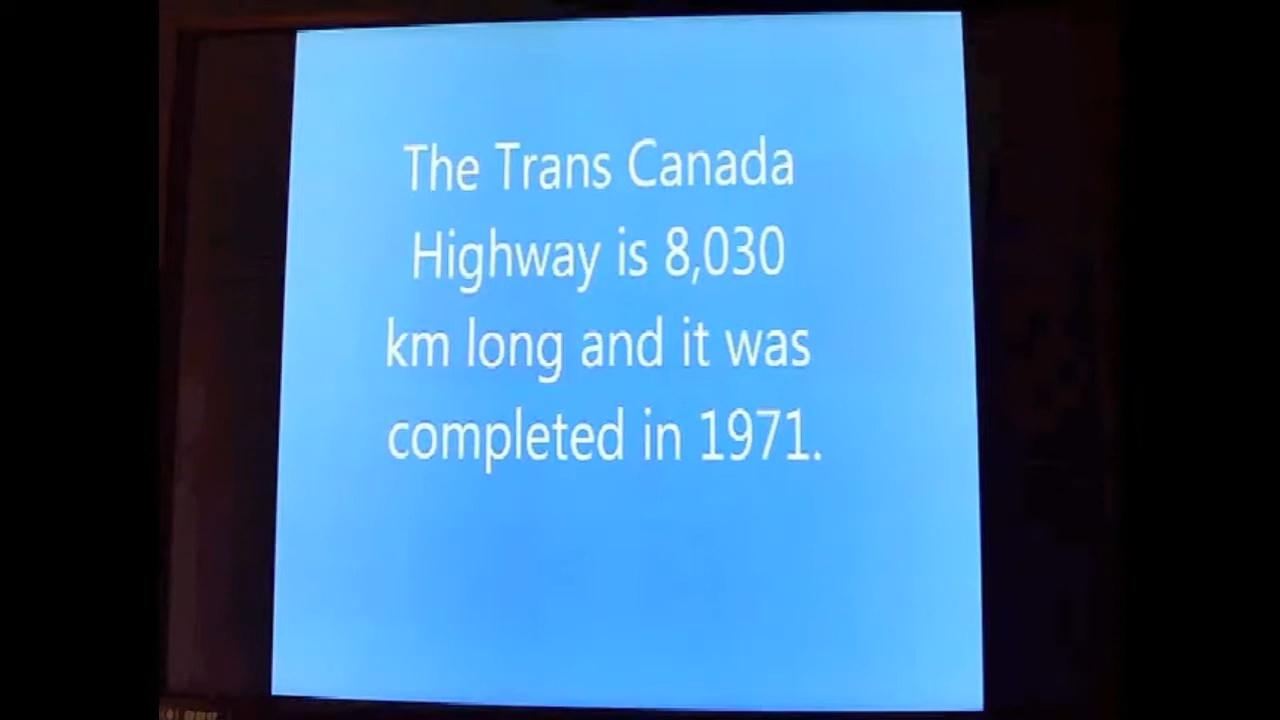 The Trans Canada
Highway is 8,030
km long and it was
completed in 1971.